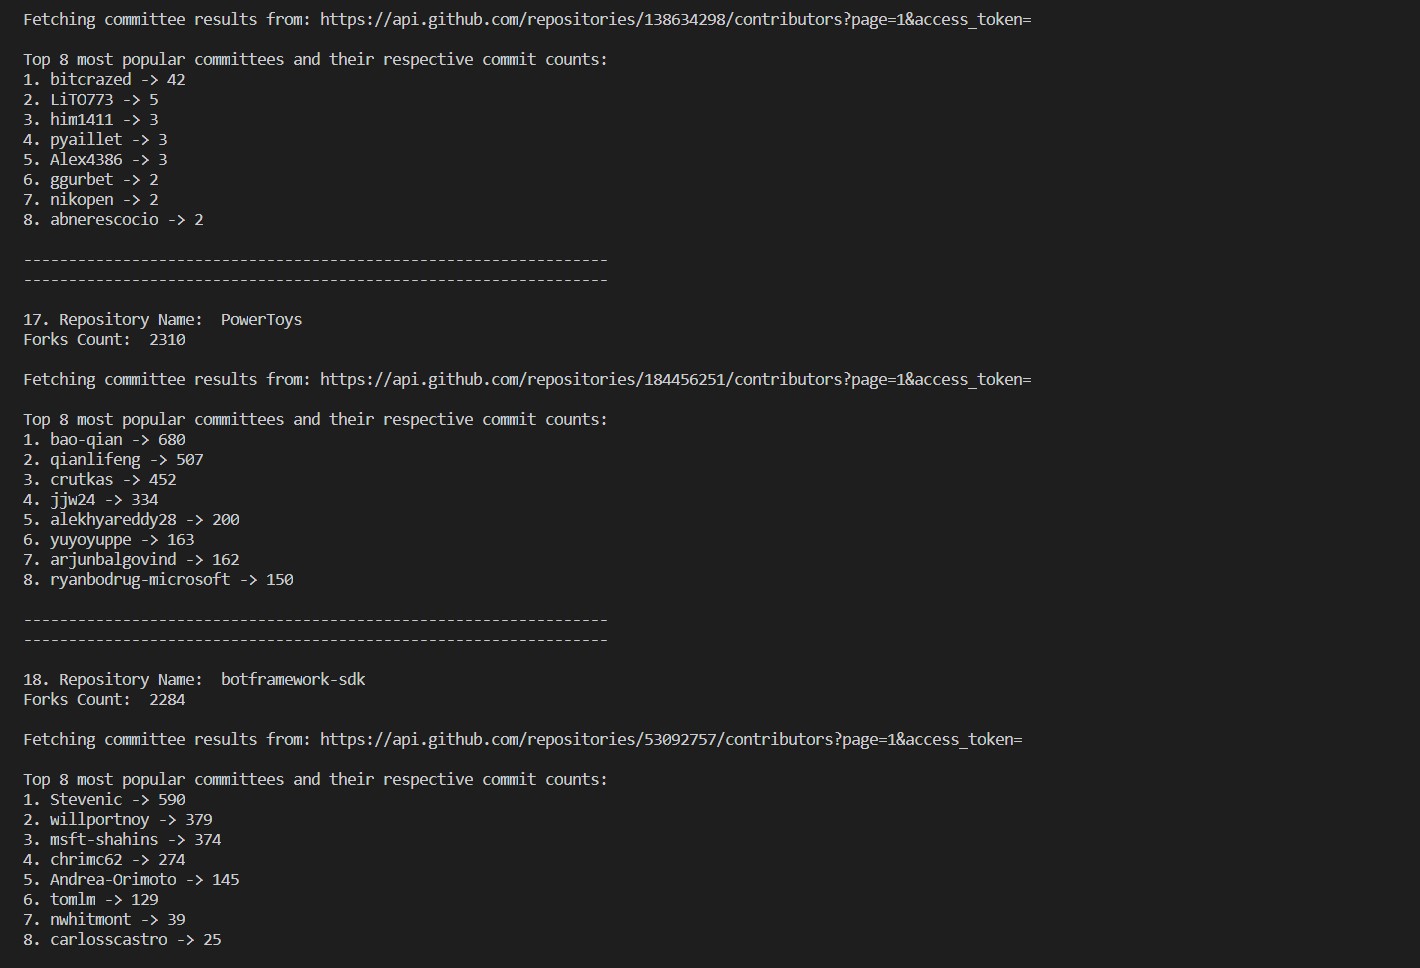 Fetching committee results from: https://api.github.com/repositories/138634298/contributors?page=1&access_token=
Top 8 most popular committees and their respective commit counts:
1. bitcrazed -> 42
2. LiTO773 -> 5
3. him1411 -> 3
4. pyaillet -> 3
5. Alex4386 -> 3
6. ggurbet -> 2
7. nikopen -> 2
8. abnerescocio -> 2
-----------------------------------------------------------------
-----------------------------------------------------------------
17. Repository Name:  PowerToys
Forks Count:  2310
Fetching committee results from: https://api.github.com/repositories/184456251/contributors?page=1&access_token=
Top 8 most popular committees and their respective commit counts:
1. bao-qian -> 680
2. qianlifeng -> 507
3. crutkas -> 452
4. jjw24 -> 334
5. alekhyareddy28 -> 200
6. yuyoyuppe -> 163
7. arjunbalgovind -> 162
8. ryanbodrug-microsoft -> 150
-----------------------------------------------------------------
-----------------------------------------------------------------
18. Repository Name:  botframework-sdk
Forks Count:  2284
Fetching committee results from: https://api.github.com/repositories/53092757/contributors?page=1&access_token=
Top 8 most popular committees and their respective commit counts:
1. Stevenic -> 590
2. willportnoy -> 379
3. msft-shahins -> 374
4. chrimc62 -> 274
5. Andrea-Orimoto -> 145
6. tomlm -> 129
7. nwhitmont -> 39
8. carlosscastro -> 25